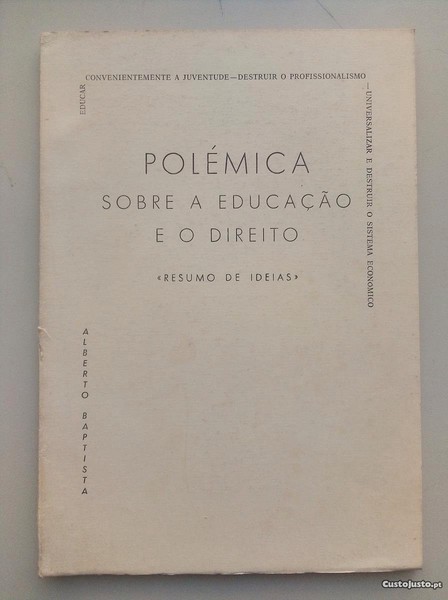 EDUCAR
CONVENIENTEMENTE A JUVENTUDE—DESTRUIR O PROFISSIONALISMO
—UNIVERSALIZAR E DESTRUIR O SISTEMA ECONÓMICO
POLÉMICA
SOBRE A EDUCAÇÃO
E O DIREITO
«RESUMO DE IDEIAS»
ALBERTO BAPTISTA
CustoJusto.pt